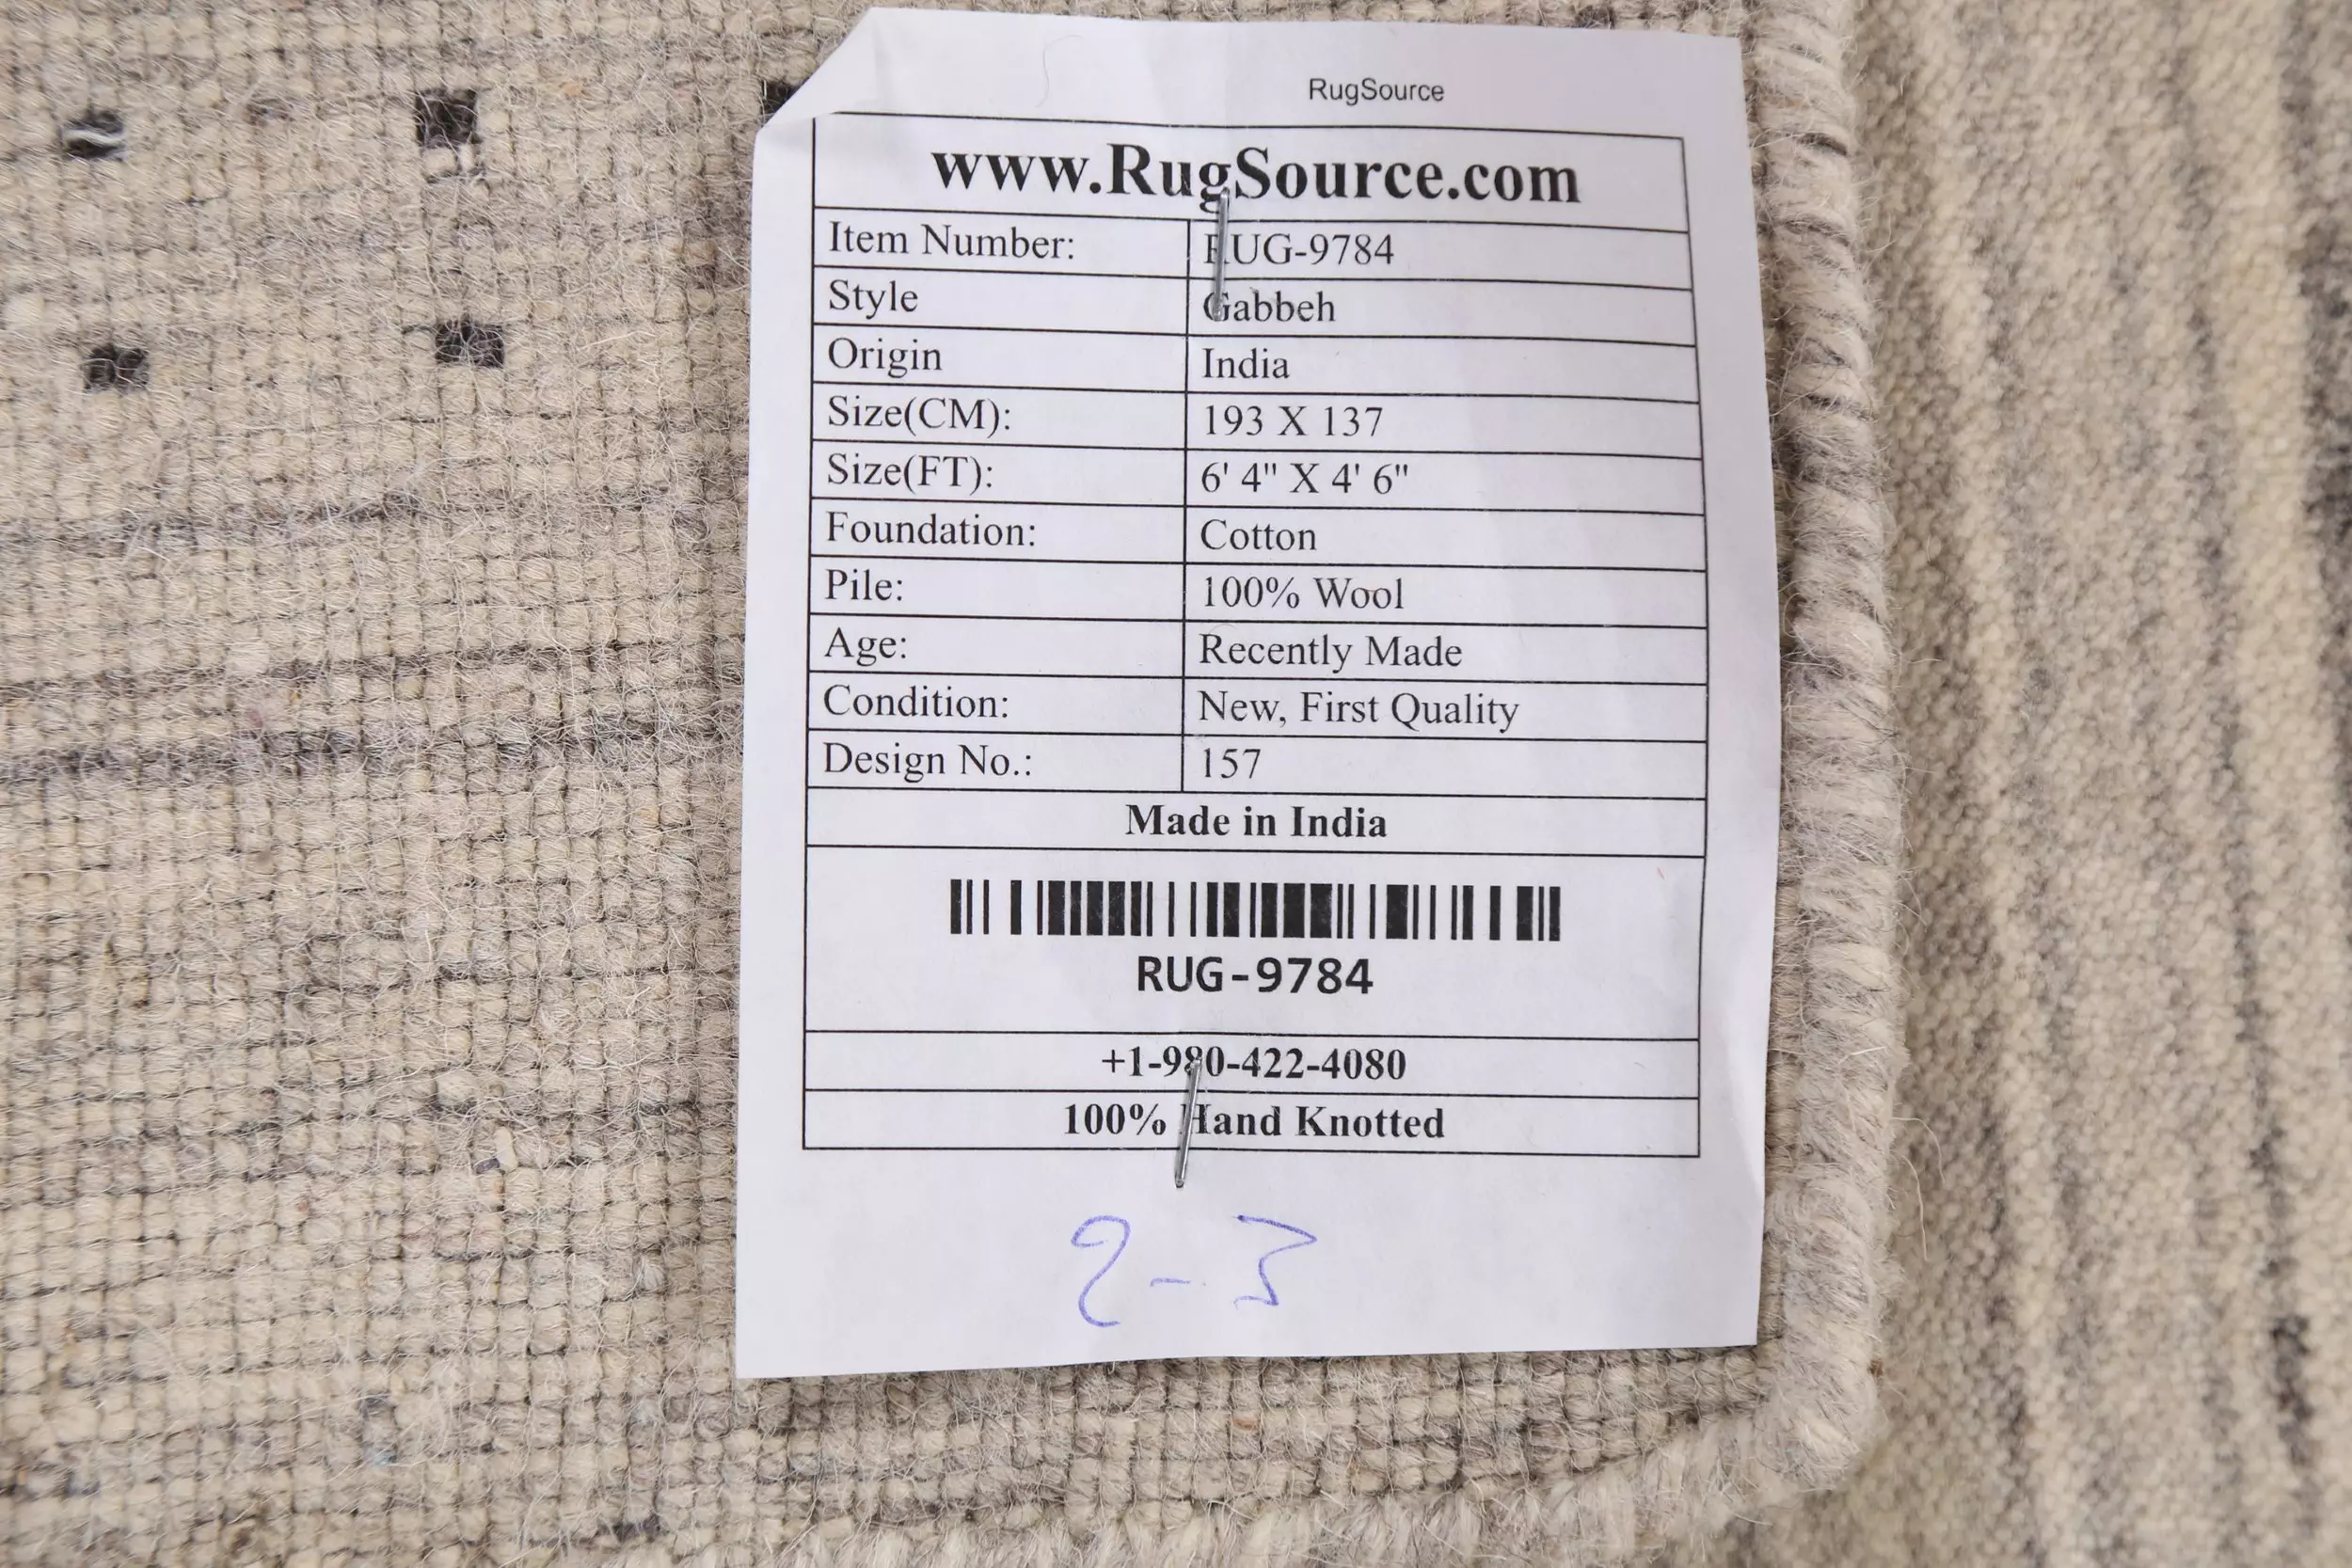 RugSource
www.RugSource.com
Item Number: RUG-9784
Style Gabbeh
Origin India
Size(CM): 193 X 137
Size(FT): 6' 4" X 4' 6"
Foundation: Cotton
Pile: 100% Wool
Age: Recently Made
Condition: New, First Quality
Design No.: 157
Made in India
RUG-9784
+1-980-422-4080
100% Hand Knotted
2-3